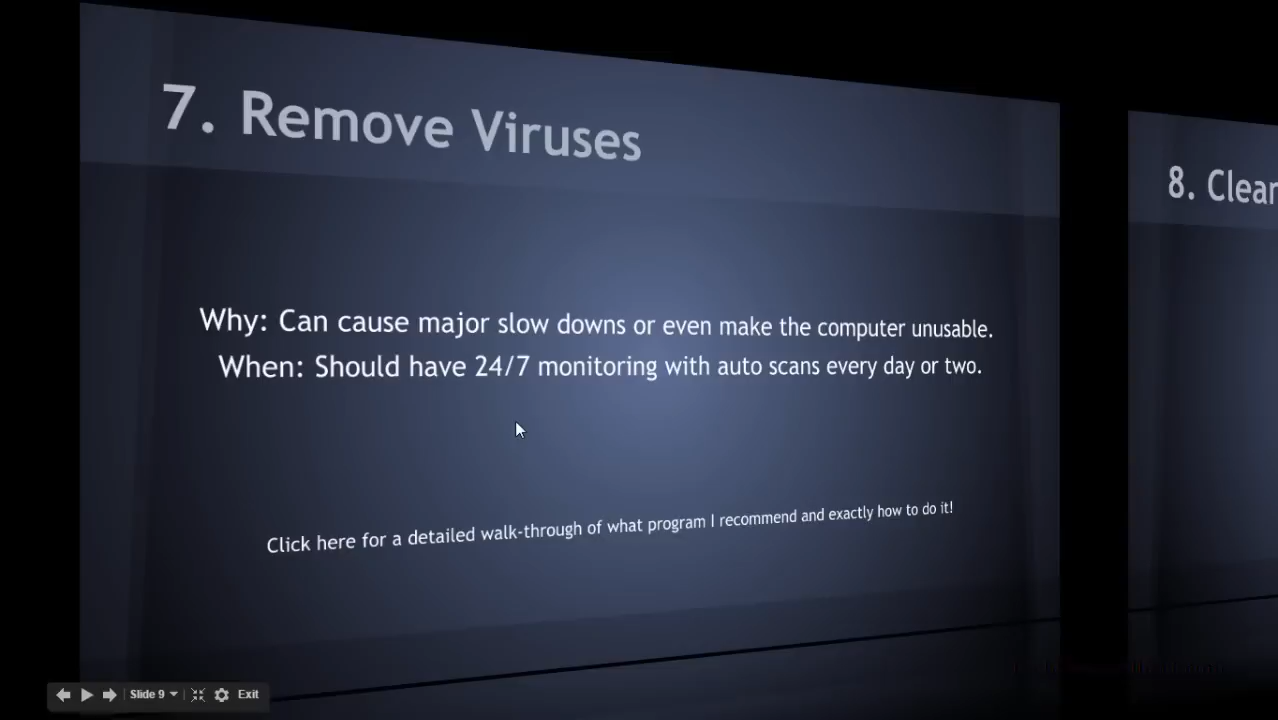 7. Remove Viruses
Why: Can cause major slow downs or even make the computer unusable.
When: Should have 24/7 monitoring with auto scans every day or two.
Click here for a detailed walk-through of what program I recommend and exactly how to do it!
8. Clear
Slide 9
Exit